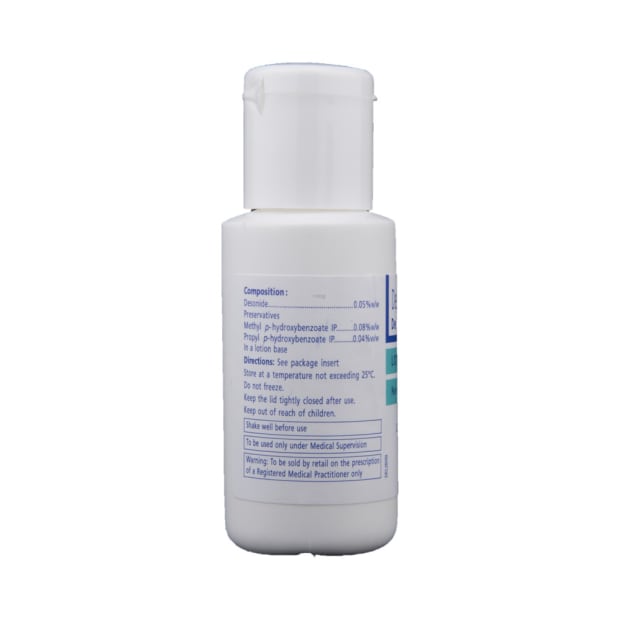 Composition :
Desonide..............................0.05%w/w
Preservatives
Methyl p-hydroxybenzoate IP.......0.08%w/w
Propyl p-hydroxybenzoate IP.......0.04%w/w
In a lotion base
Directions: See package insert
Store at a temperature not exceeding 25°C.
Do not freeze.
Keep the lid tightly closed after use.
Keep out of reach of children.
Shake well before use
To be used only under Medical Supervision
Warning: To be sold by retail on the prescription
of a Registered Medical Practitioner only
De
De